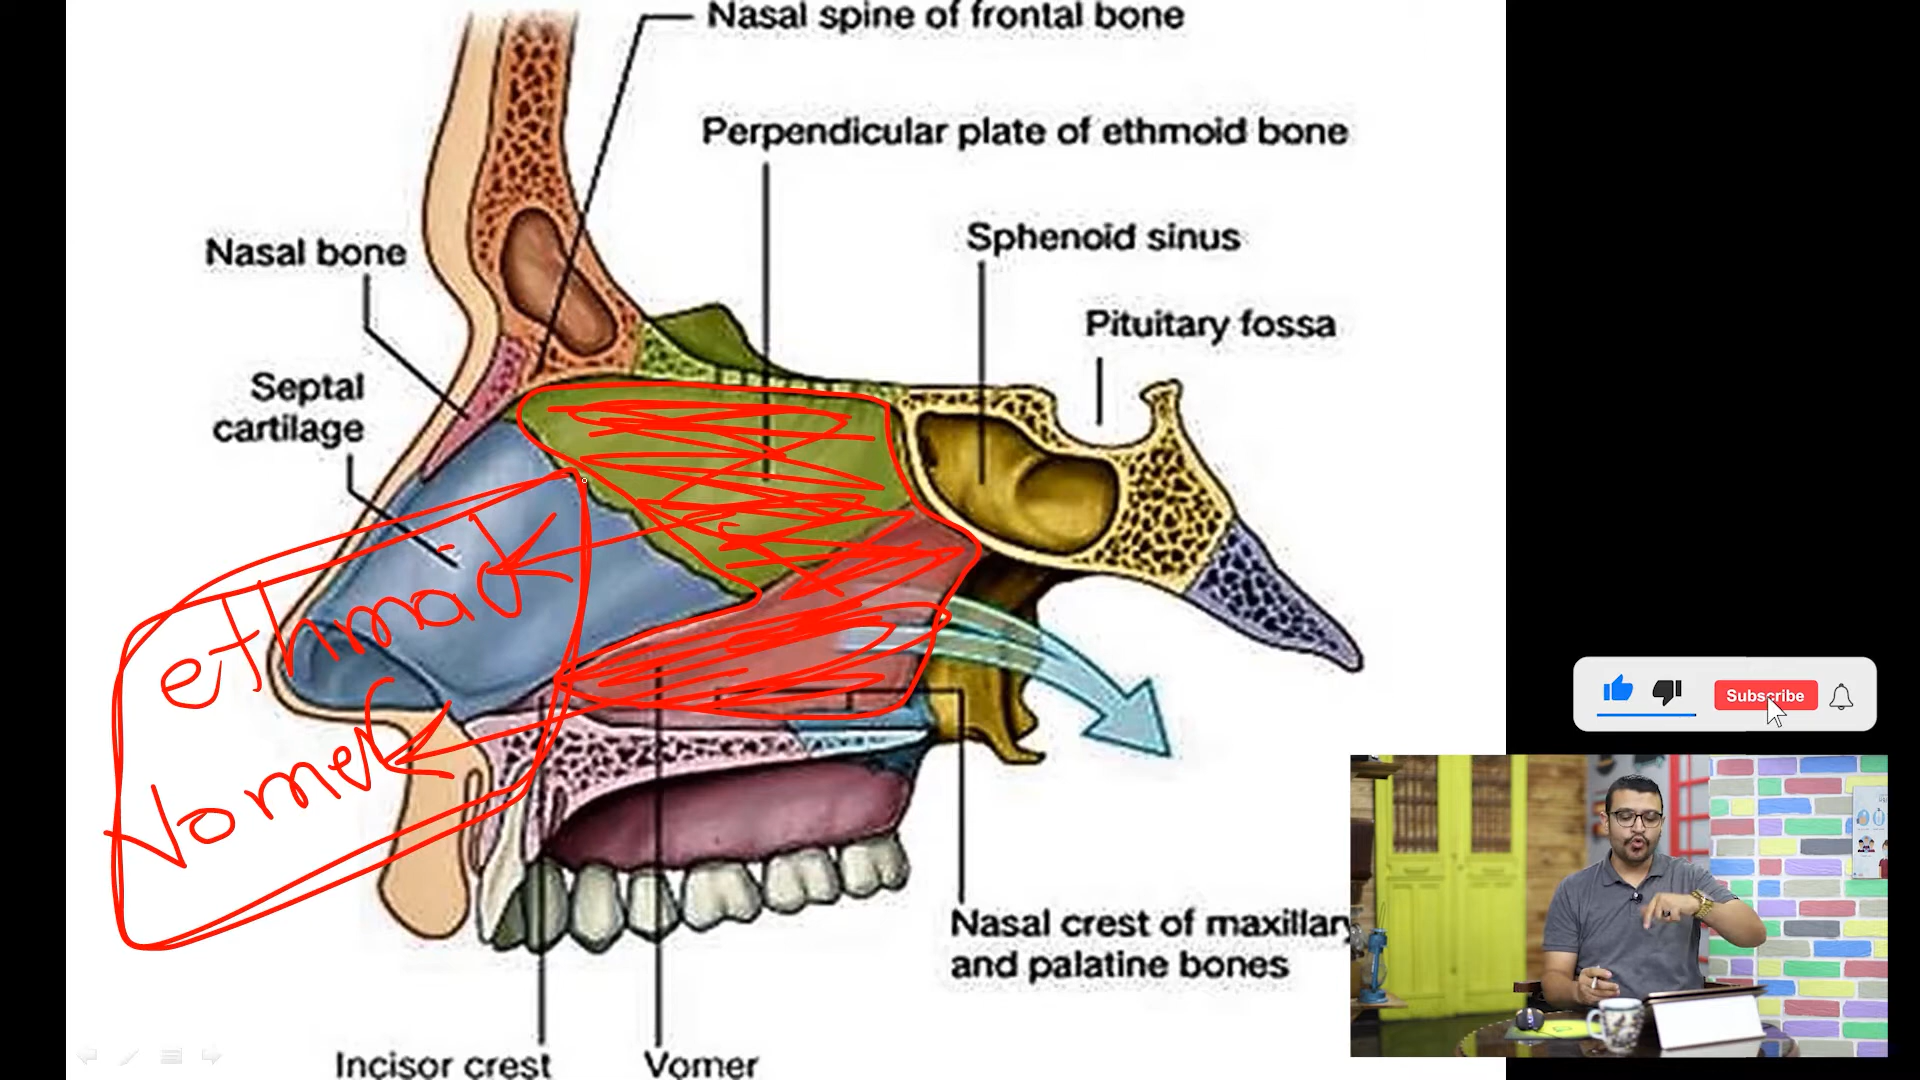 Nasal spine of frontal bone
Perpendicular plate of ethmoid bone
Sphenoid sinus
Nasal bone
Pituitary fossa
Septal
cartilage
ethmoid
Vomer
Subscribe
Nasal crest of maxillary
and palatine bones
Incisor crest
Vomer